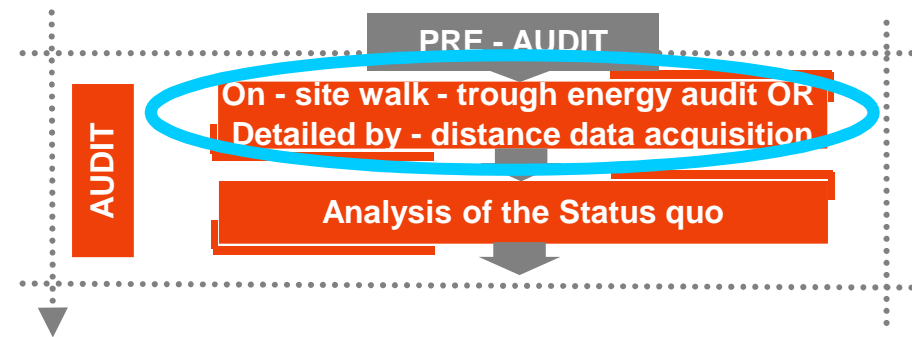 PRE - AUDIT
On - site walk - trough energy audit OR
Detailed by - distance data acquisition
AUDIT
Analysis of the Status quo